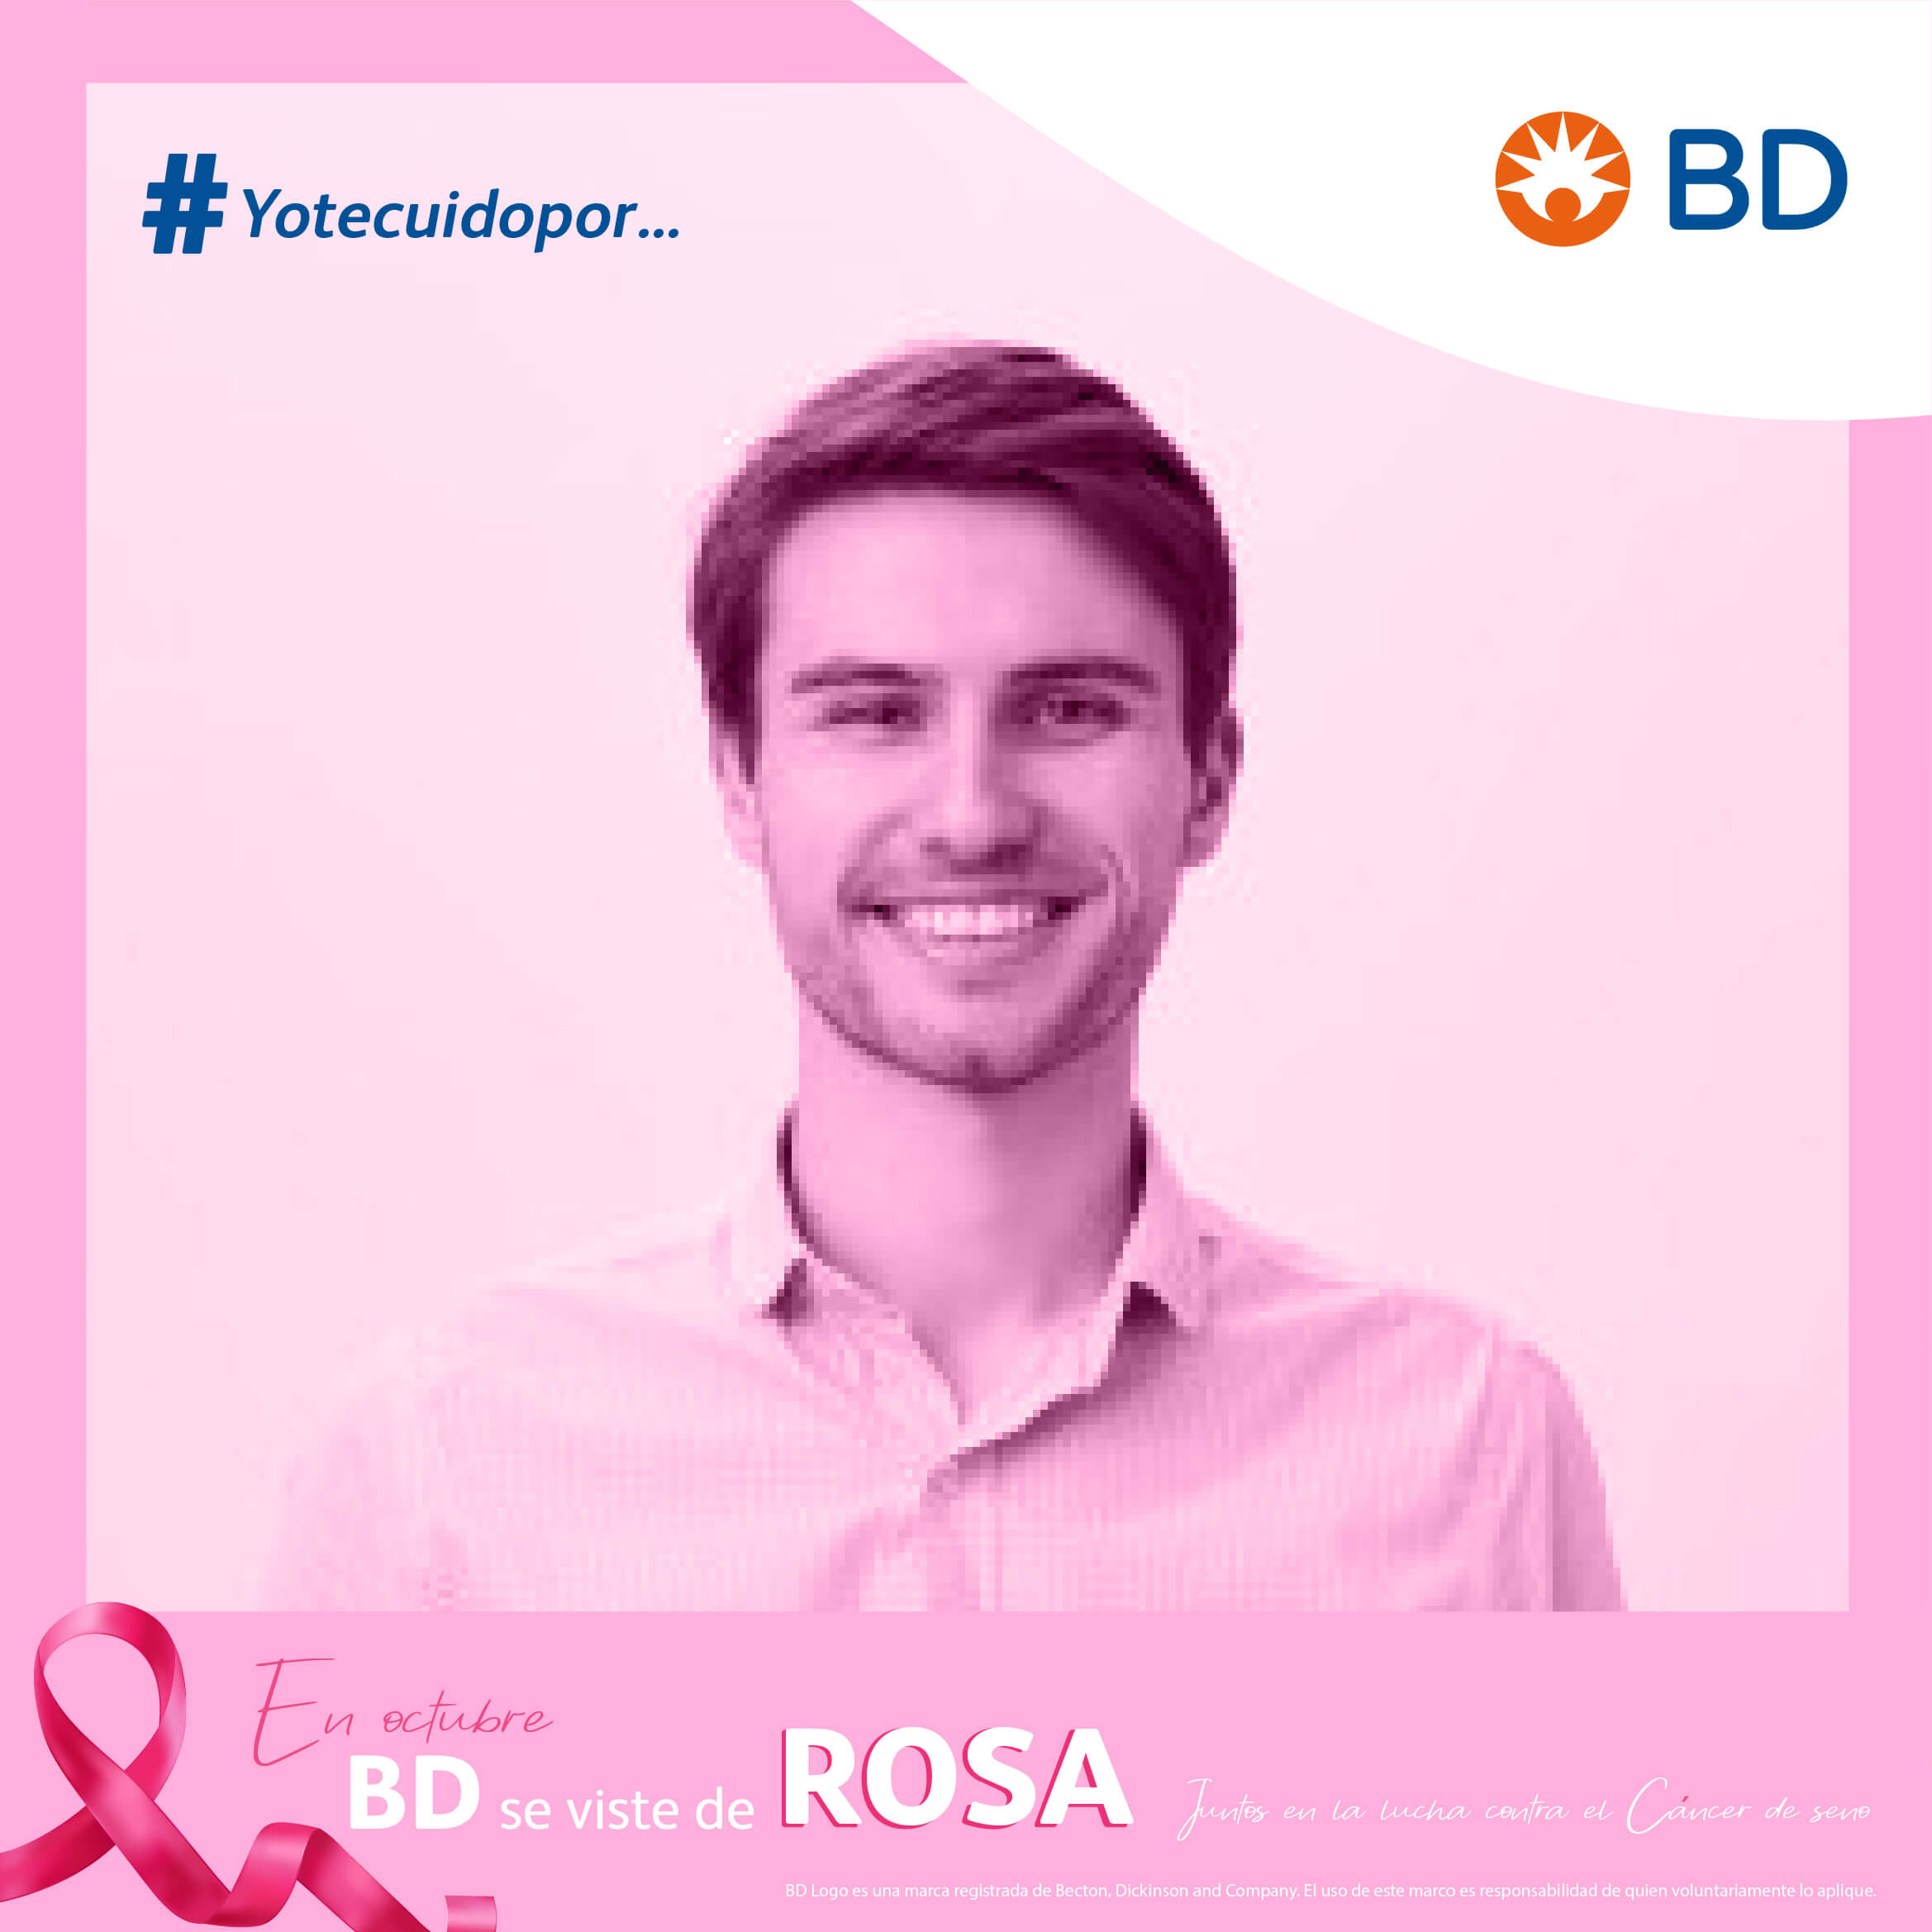 #Yotecuidopor...
BD
En octubre
BD se viste de ROSA
Juntos en la lucha contra el Cáncer de seno
BD Logo es una marca registrada de Becton, Dickinson and Company. El uso de este marco es responsabilidad de quien voluntariamente lo aplique.